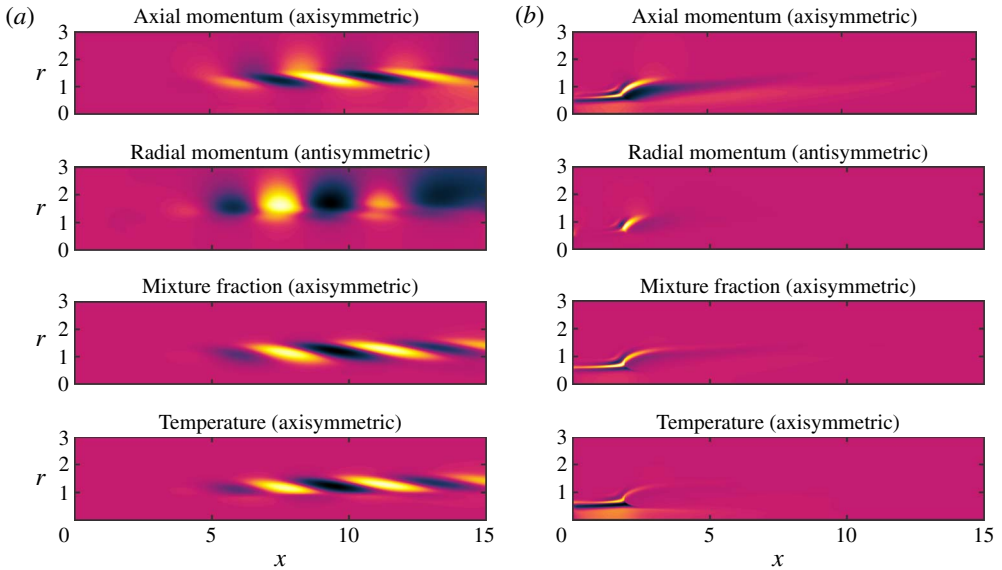 (a)
Axial momentum (axisymmetric)
3
2
r
1
0
Radial momentum (antisymmetric)
3
2
r
1
0
Mixture fraction (axisymmetric)
3
2
r
1
0
Temperature (axisymmetric)
3
2
r
1
0 5 10 15
x
(b)
Axial momentum (axisymmetric)
3
2
1
0
Radial momentum (antisymmetric)
3
2
1
0
Mixture fraction (axisymmetric)
3
2
1
0
Temperature (axisymmetric)
3
2
1
0 5 10 15
x